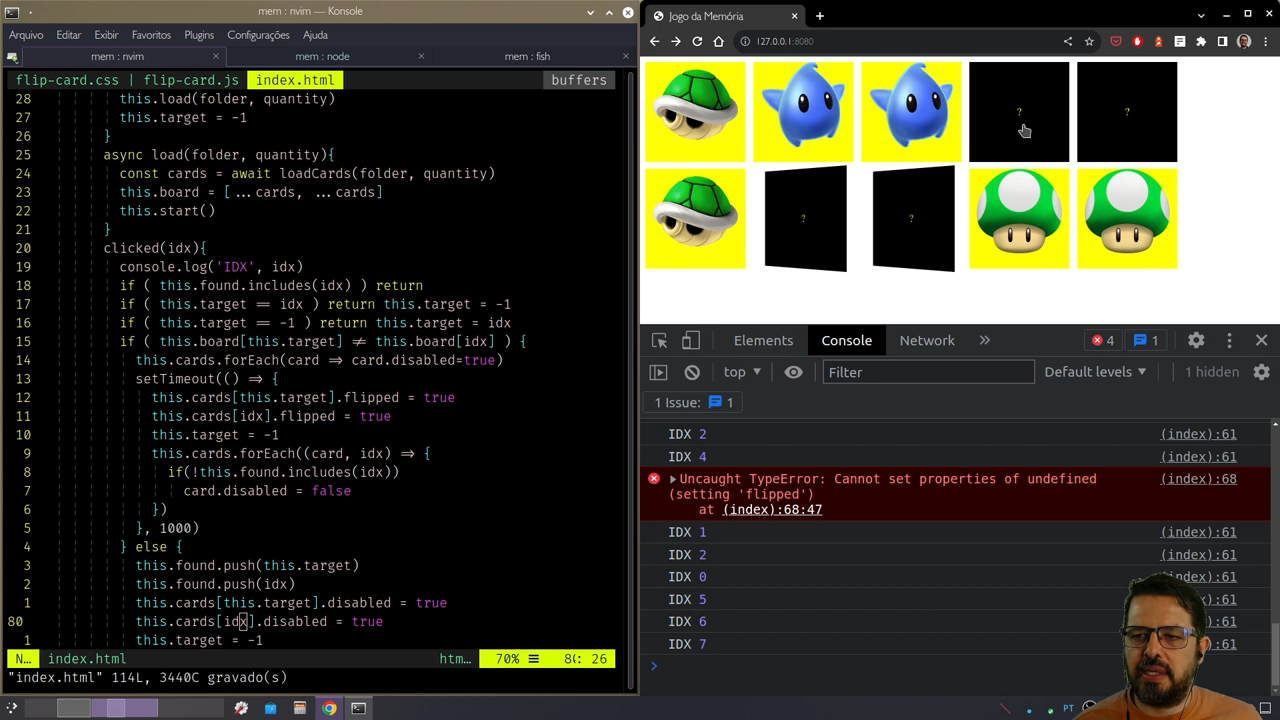 mem : nvim — Konsole
Arquivo Editar Exibir Favoritos Plugins Configurações Ajuda
mem : nvim
mem : node
mem : fish
flip-card.css | flip-card.js index.html buffers
28 this.load(folder, quantity)
27 this.target = -1
26 }
25 async load(folder, quantity){
24 const cards = await loadCards(folder, quantity)
23 this.board = [ ...cards, ...cards]
22 this.start()
21 }
20 clicked(idx){
19 console.log('IDX', idx)
18 if ( this.found.includes(idx) ) return
17 if ( this.target == idx ) return this.target = -1
16 if ( this.target == -1 ) return this.target = idx
15 if ( this.board[this.target] ≠ this.board[idx] ) {
14 this.cards.forEach(card ⇒ card.disabled=true)
13 setTimeout(() ⇒ {
12 this.cards[this.target].flipped = true
11 this.cards[idx].flipped = true
10 this.target = -1
9 this.cards.forEach((card, idx) ⇒ {
8 if(!this.found.includes(idx))
7 card.disabled = false
6 })
5 }, 1000)
4 } else {
3 this.found.push(this.target)
2 this.found.push(idx)
1 this.cards[this.target].disabled = true
80 this.cards[idx].disabled = true
1 this.target = -1
N… index.html htm… 70% 80: 26
"index.html" 114L, 3440C gravado(s)
Jogo da Memória
127.0.0.1:8080
? ?
? ?
Elements Console Network » 4 1
top Filter Default levels 1 hidden
1 Issue: 1
IDX 2 (index):61
IDX 4 (index):61
Uncaught TypeError: Cannot set properties of undefined (index):68
(setting 'flipped')
at (index):68:47
IDX 1 (index):61
IDX 2 (index):61
IDX 0 (index):61
IDX 5 (index):61
IDX 6 (index):61
IDX 7 (index):61
PT